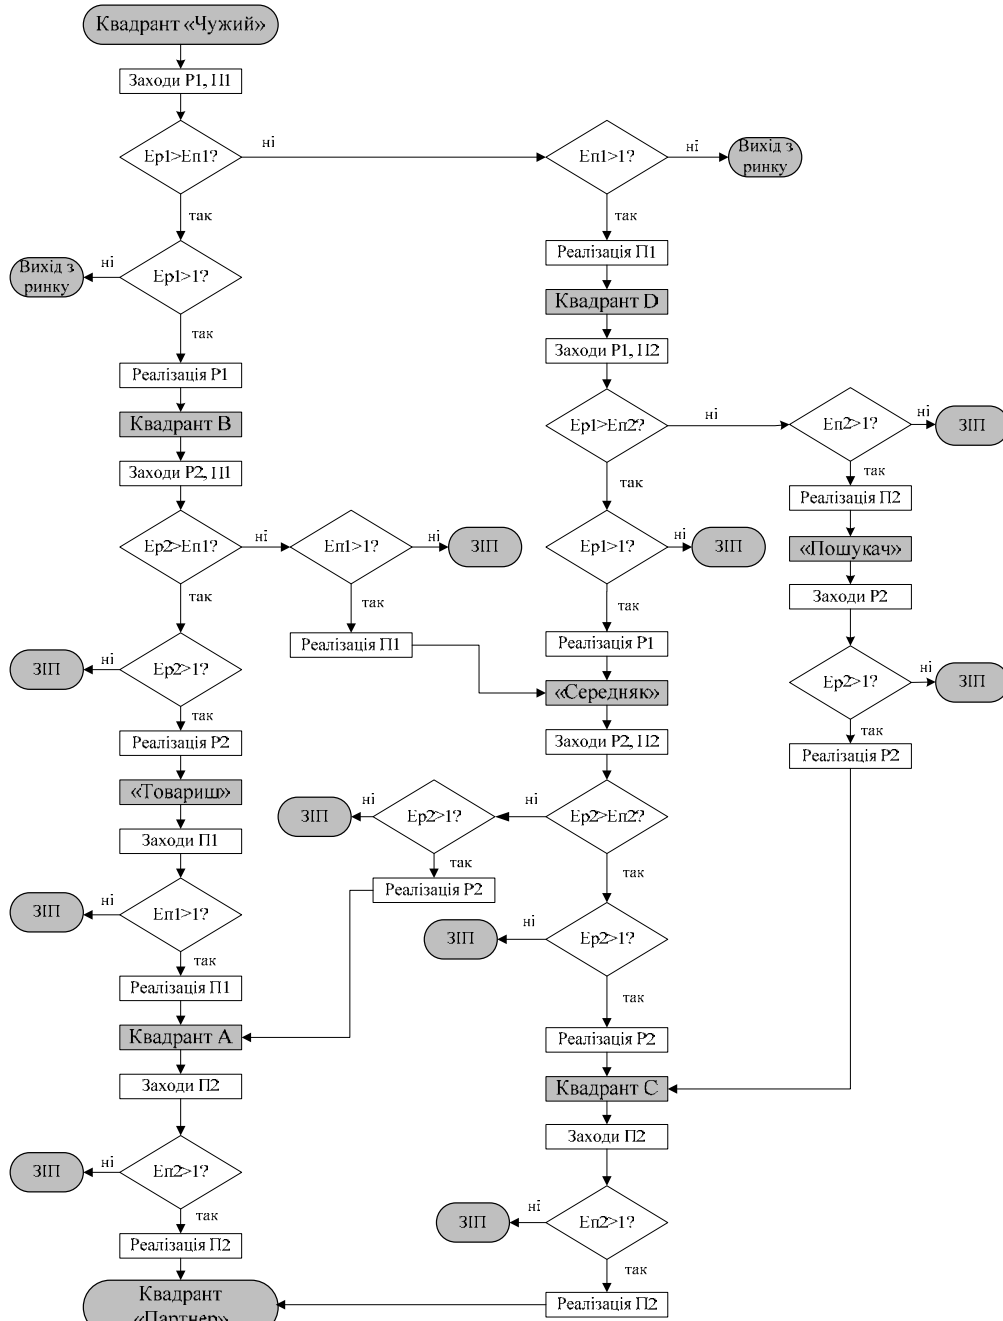 Квадрант «Чужий»
Заходи Р1, П1
Ер1>Еп1?
ні
Еп1>1?
ні
Вихід з
ринку
так
так
Вихід з
ринку
ні
Ер1>1?
Реалізація П1
Квадрант D
так
Заходи Р1, П2
Реалізація Р1
Квадрант В
Ер1>Еп2?
ні
Еп2>1?
ні
ЗІП
Заходи Р2, П1
так
так
Реалізація П2
Ер2>Еп1?
ні
Еп1>1?
ні
ЗІП
Ер1>1?
ні
ЗІП
«Пошукач»
так
так
так
Заходи Р2
Реалізація П1
Реалізація Р1
ЗІП
ні
Ер2>1?
«Середняк»
Ер2>1?
ні
ЗІП
так
так
Реалізація Р2
Заходи Р2, П2
Реалізація Р2
«Товариш»
ЗІП
ні
Ер2>1?
ні
Ер2>Еп2?
Заходи П1
так
так
Реалізація Р2
ЗІП
ні
Еп1>1?
ЗІП
ні
Ер2>1?
так
Реалізація П1
так
Квадрант А
Реалізація Р2
Заходи П2
Квадрант С
Заходи П2
ЗІП
ні
Еп2>1?
так
ЗІП
ні
Еп2>1?
Реалізація П2
так
Квадрант
«Партнер»
Реалізація П2